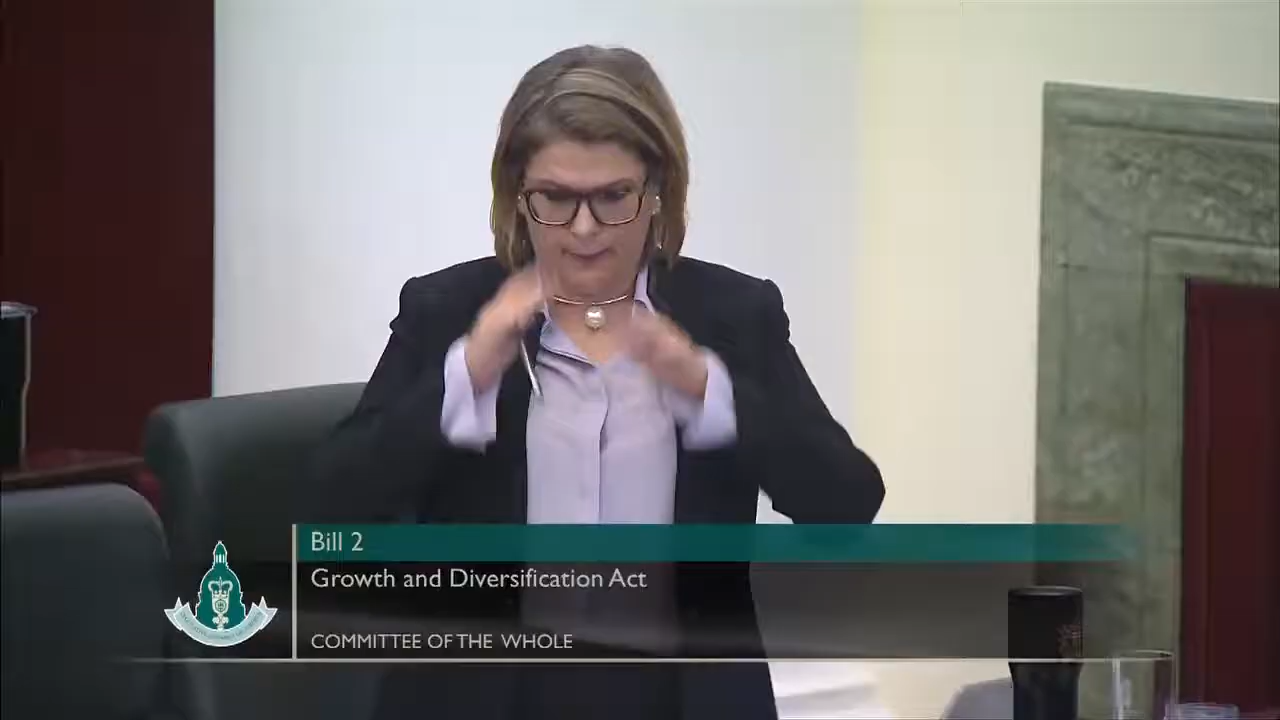 Bill 2
Growth and Diversification Act
COMMITTEE OF THE WHOLE